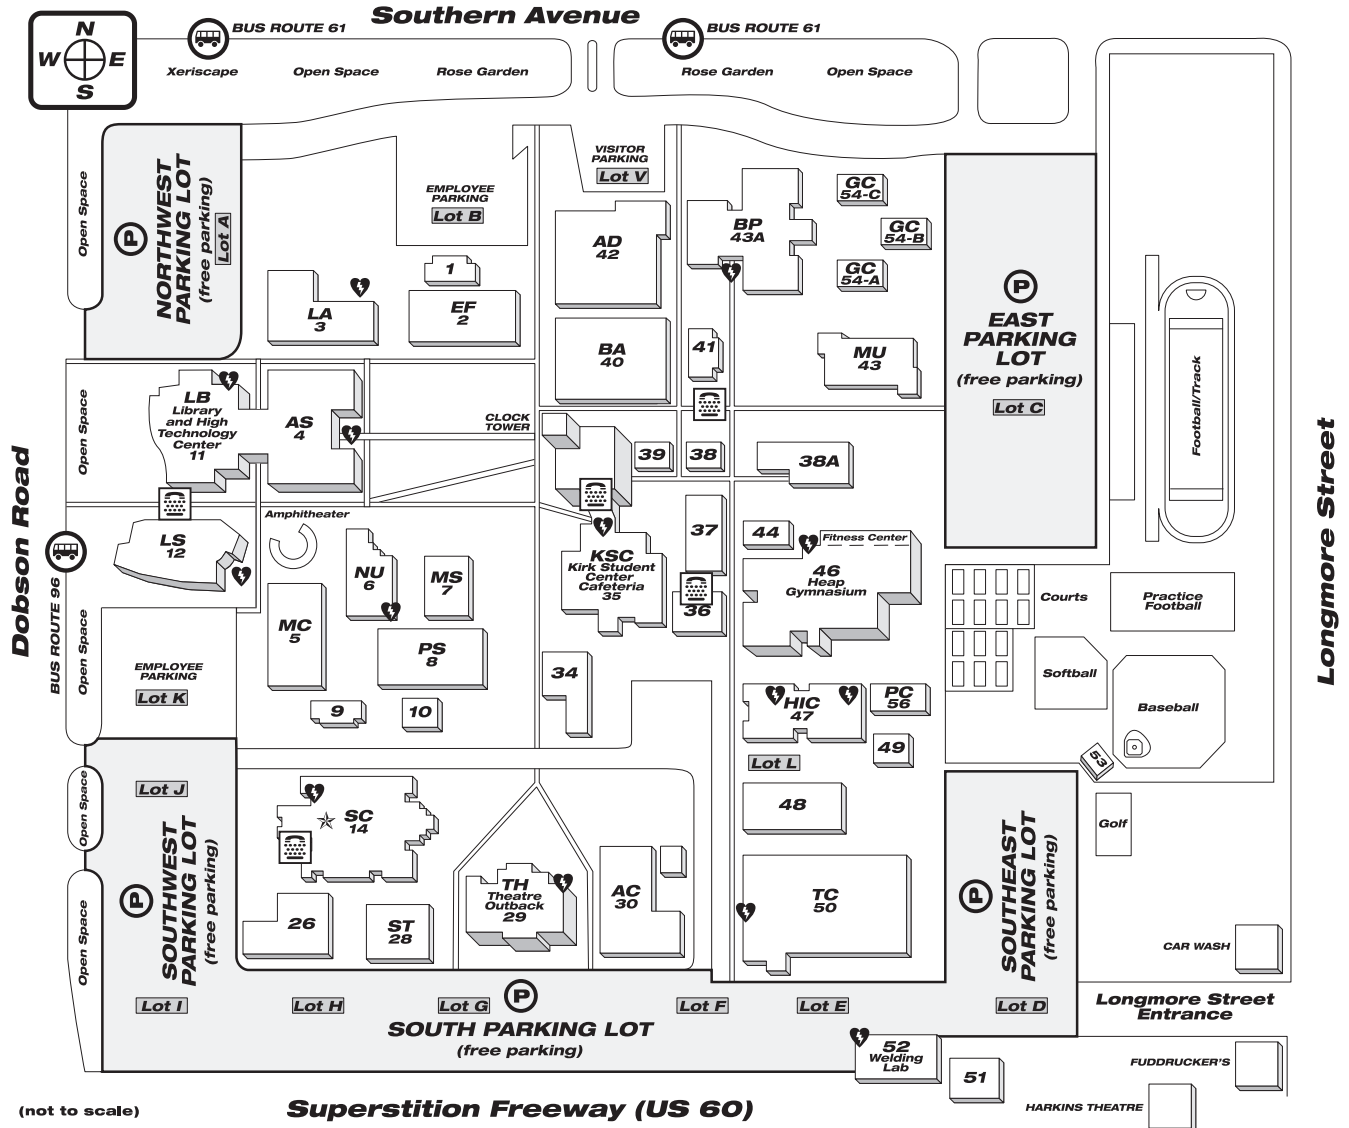 Southern Avenue
N
W E
S
BUS ROUTE 61
BUS ROUTE 61
Xeriscape
Open Space
Rose Garden
Rose Garden
Open Space
Open Space
P
NORTHWEST
PARKING LOT
(free parking)
Lot A
EMPLOYEE
PARKING
Lot B
VISITOR
PARKING
Lot V
1
LA
3
EF
2
AD
42
BA
40
BP
43A
GC
54-C
GC
54-B
GC
54-A
41
MU
43
P
EAST
PARKING
LOT
(free parking)
Lot C
Football/Track
Open Space
LB
Library
and High
Technology
Center
11
AS
4
CLOCK
TOWER
39
38
38A
Dobson Road
BUS ROUTE 96
Open Space
LS
12
Amphitheater
NU
6
MS
7
MC
5
PS
8
9
10
KSC
Kirk Student
Center
Cafeteria
35
37
36
34
44
Fitness Center
46
Heap
Gymnasium
Courts
Practice
Football
Softball
Baseball
53
Golf
Longmore Street
EMPLOYEE
PARKING
Lot K
HIC
47
PC
56
49
Lot L
48
Open Space
Lot J
P
SOUTHWEST
PARKING LOT
(free parking)
Open Space
SC
14
26
ST
28
TH
Theatre
Outback
29
AC
30
TC
50
P
SOUTHEAST
PARKING LOT
(free parking)
CAR WASH
Lot I
Lot H
Lot G
P
Lot F
Lot E
Lot D
SOUTH PARKING LOT
(free parking)
Longmore Street
Entrance
52
Welding
Lab
51
FUDDRUCKER'S
HARKINS THEATRE
(not to scale)
Superstition Freeway (US 60)